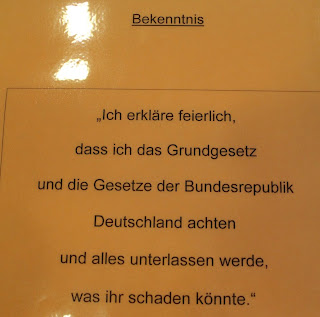 Bekenntnis
„Ich erkläre feierlich,
dass ich das Grundgesetz
und die Gesetze der Bundesrepublik
Deutschland achten
und alles unterlassen werde,
was ihr schaden könnte.“